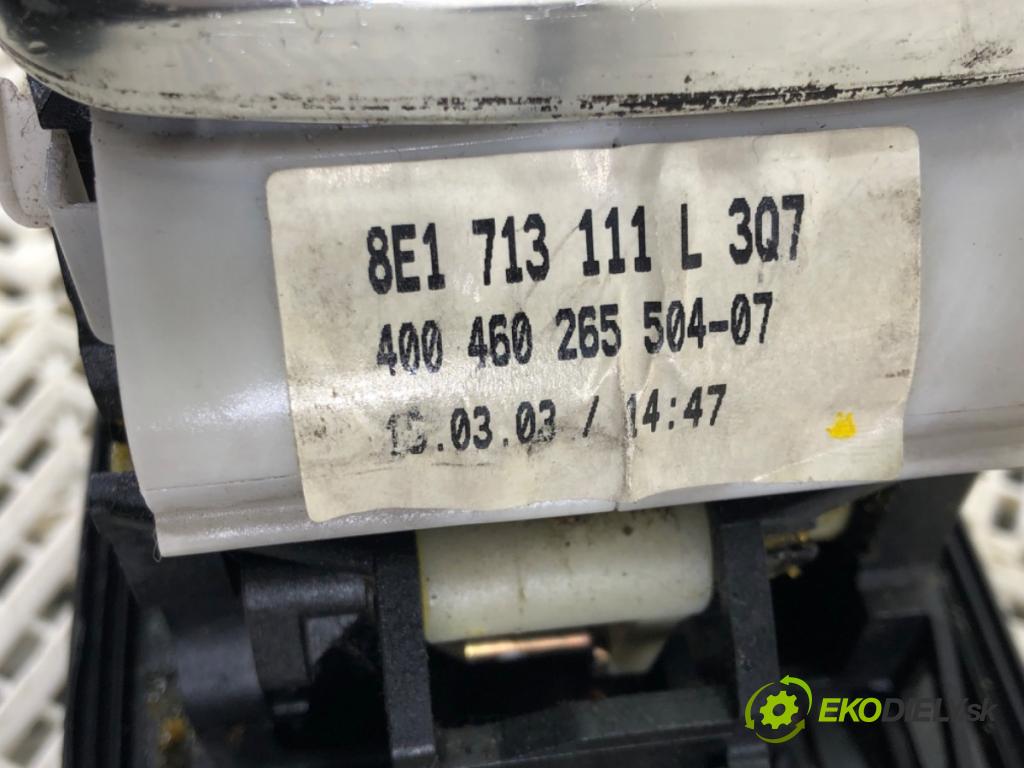 8E1 713 111 L 3Q7
400 460 265 504-07
.03.03 / 14:47
EKODIELY.sk